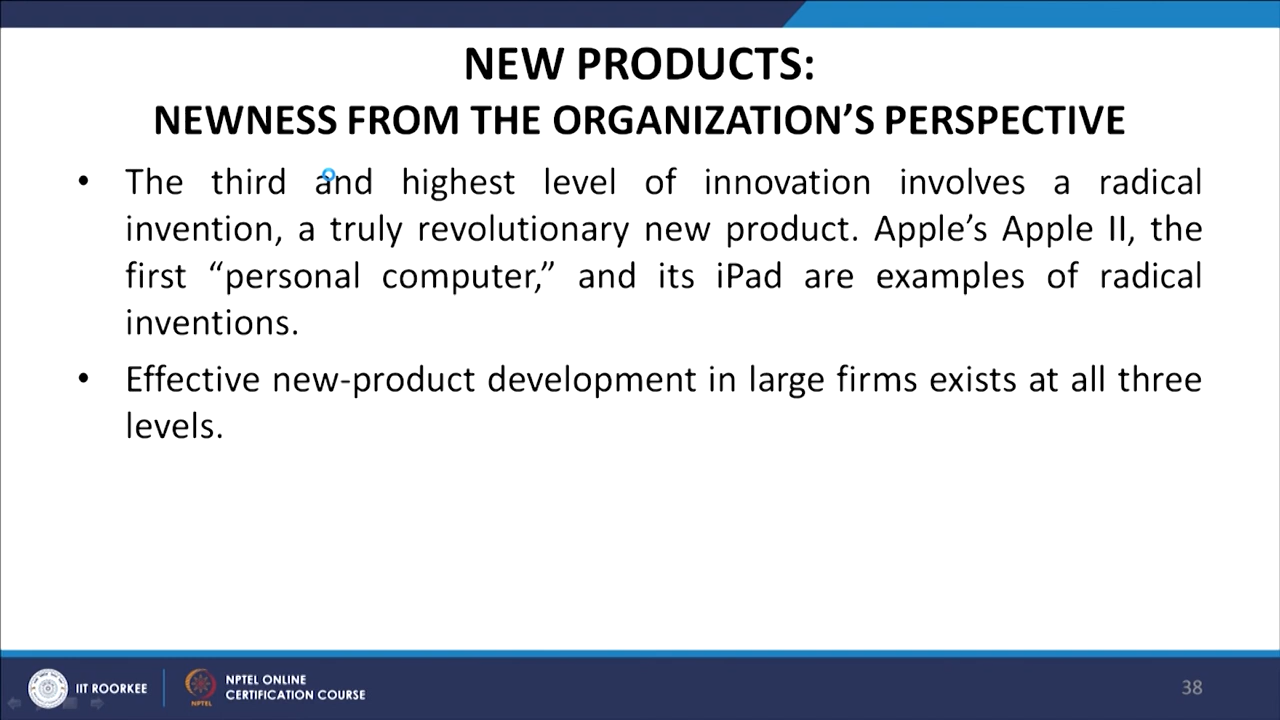 NEW PRODUCTS:
NEWNESS FROM THE ORGANIZATION’S PERSPECTIVE
• The third and highest level of innovation involves a radical
invention, a truly revolutionary new product. Apple’s Apple II, the
first “personal computer,” and its iPad are examples of radical
inventions.
• Effective new-product development in large firms exists at all three
levels.
IIT ROORKEE
NPTEL
NPTEL ONLINE
CERTIFICATION COURSE
38